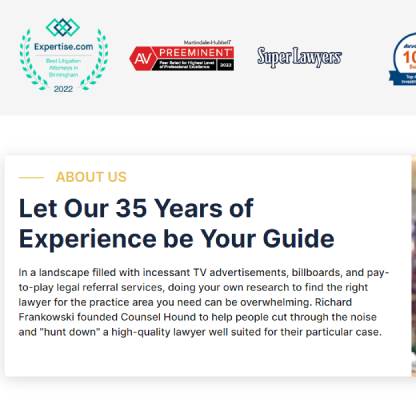 Expertise.com
Best Litigation
Attorneys in
Birmingham
2022
Martindale-Hubbell
AV PREEMINENT
Peer Rated for Highest Level
of Professional Excellence
2022
Super Lawyers
10
ABOUT US
Let Our 35 Years of
Experience be Your Guide
In a landscape filled with incessant TV advertisements, billboards, and pay-
to-play legal referral services, doing your own research to find the right
lawyer for the practice area you need can be overwhelming. Richard
Frankowski founded Counsel Hound to help people cut through the noise
and "hunt down" a high-quality lawyer well suited for their particular case.